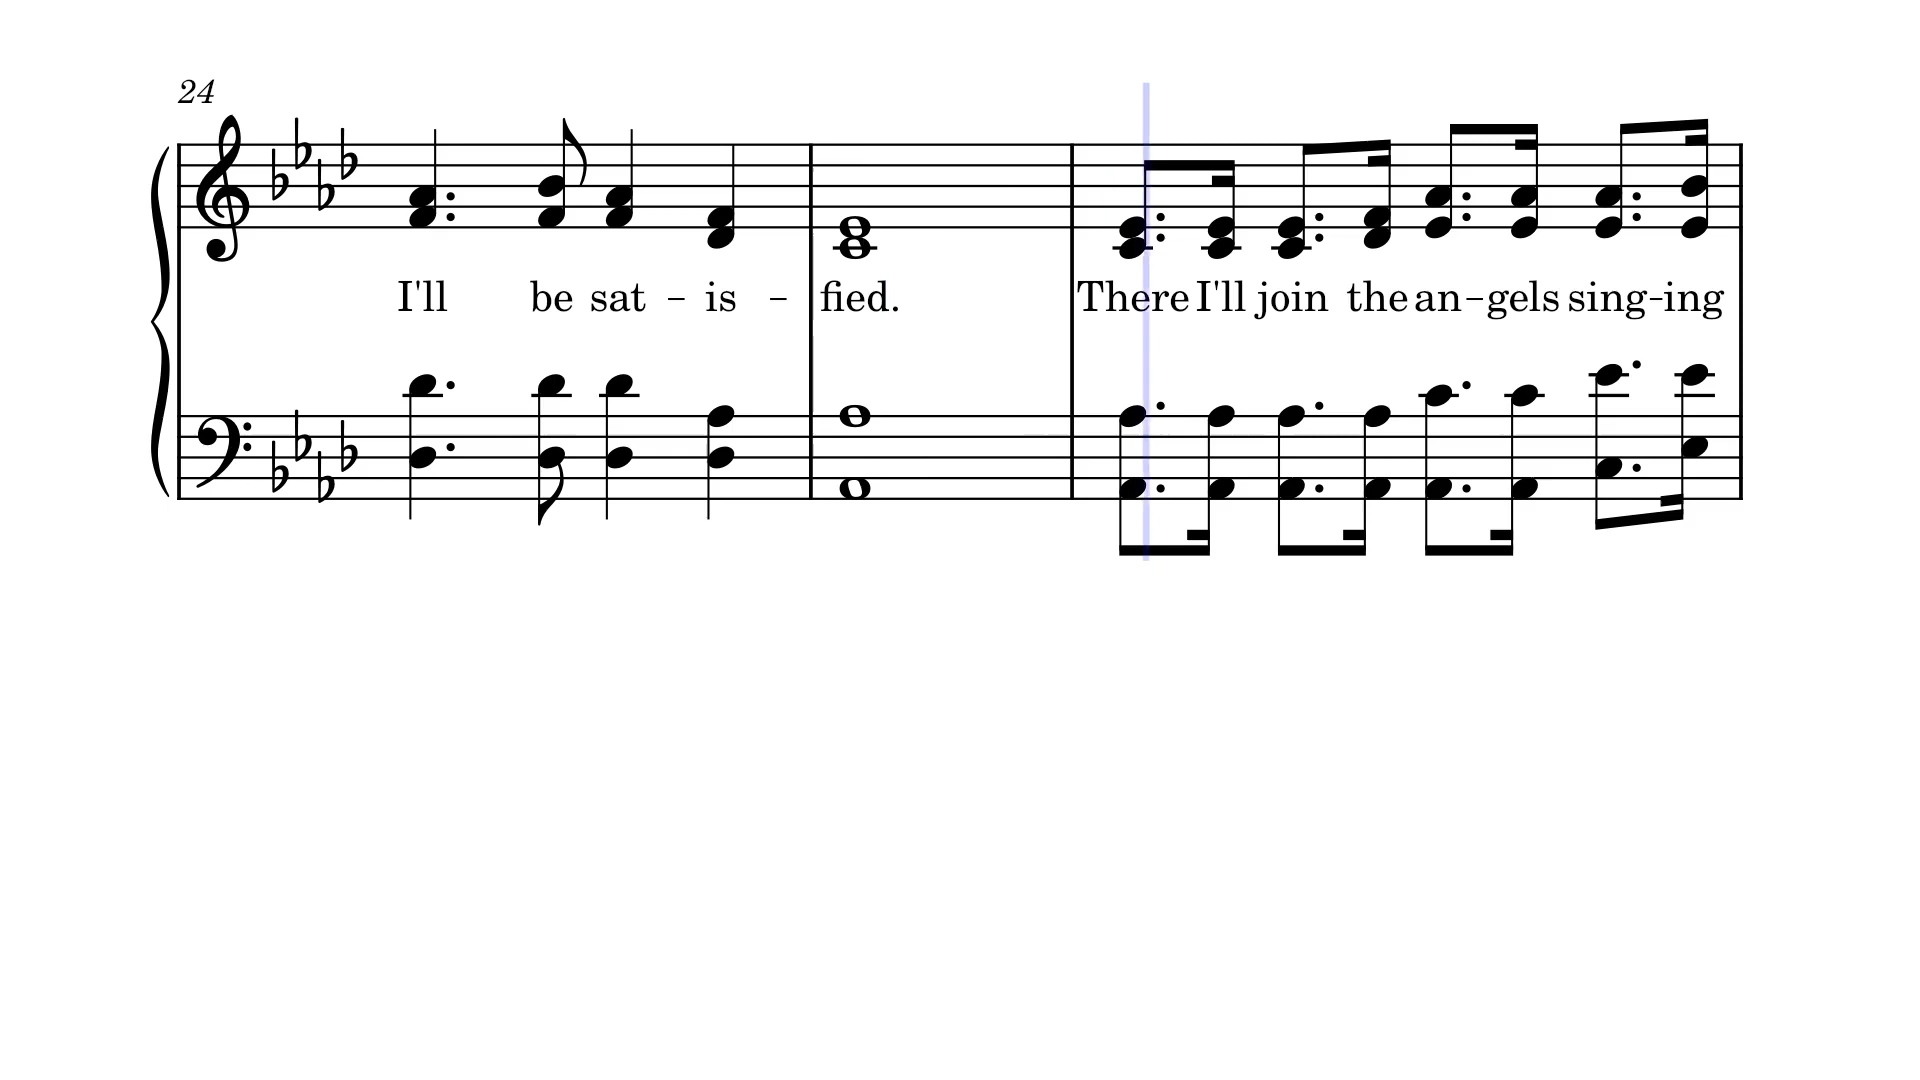 24
I'll be sat - is - fied. There I'll join the an-gels sing-ing